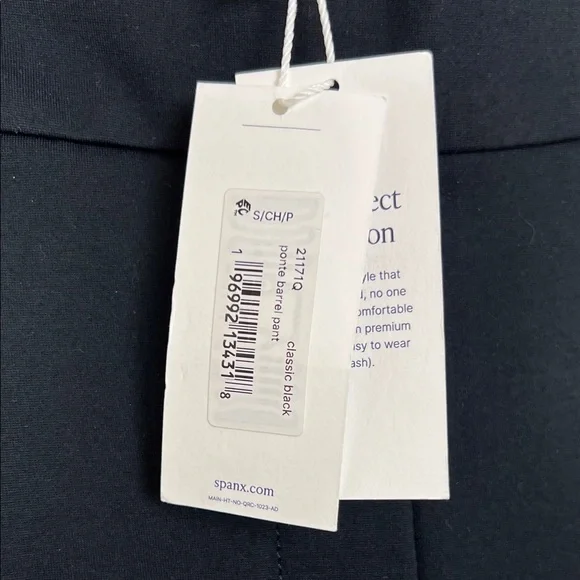 S/CH/P
21171Q
ponte barrel pant
classic black
1 96992 13431 8
spanx.com
MAIN-HT-NO-QRC-1023-AD
ect
on
yle that
, no one
omfortable
n premium
sy to wear
ash).